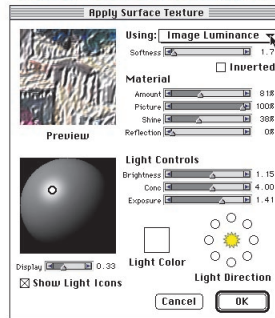 Apply Surface Texture
Using: Image Luminance
Softness 1.7
Inverted
Material
Amount 81%
Picture 100%
Shine 38%
Reflection 0%
Preview
Light Controls
Brightness 1.15
Conc 4.00
Exposure 1.41
Display 0.33
Light Color
Light Direction
Show Light Icons
Cancel
OK